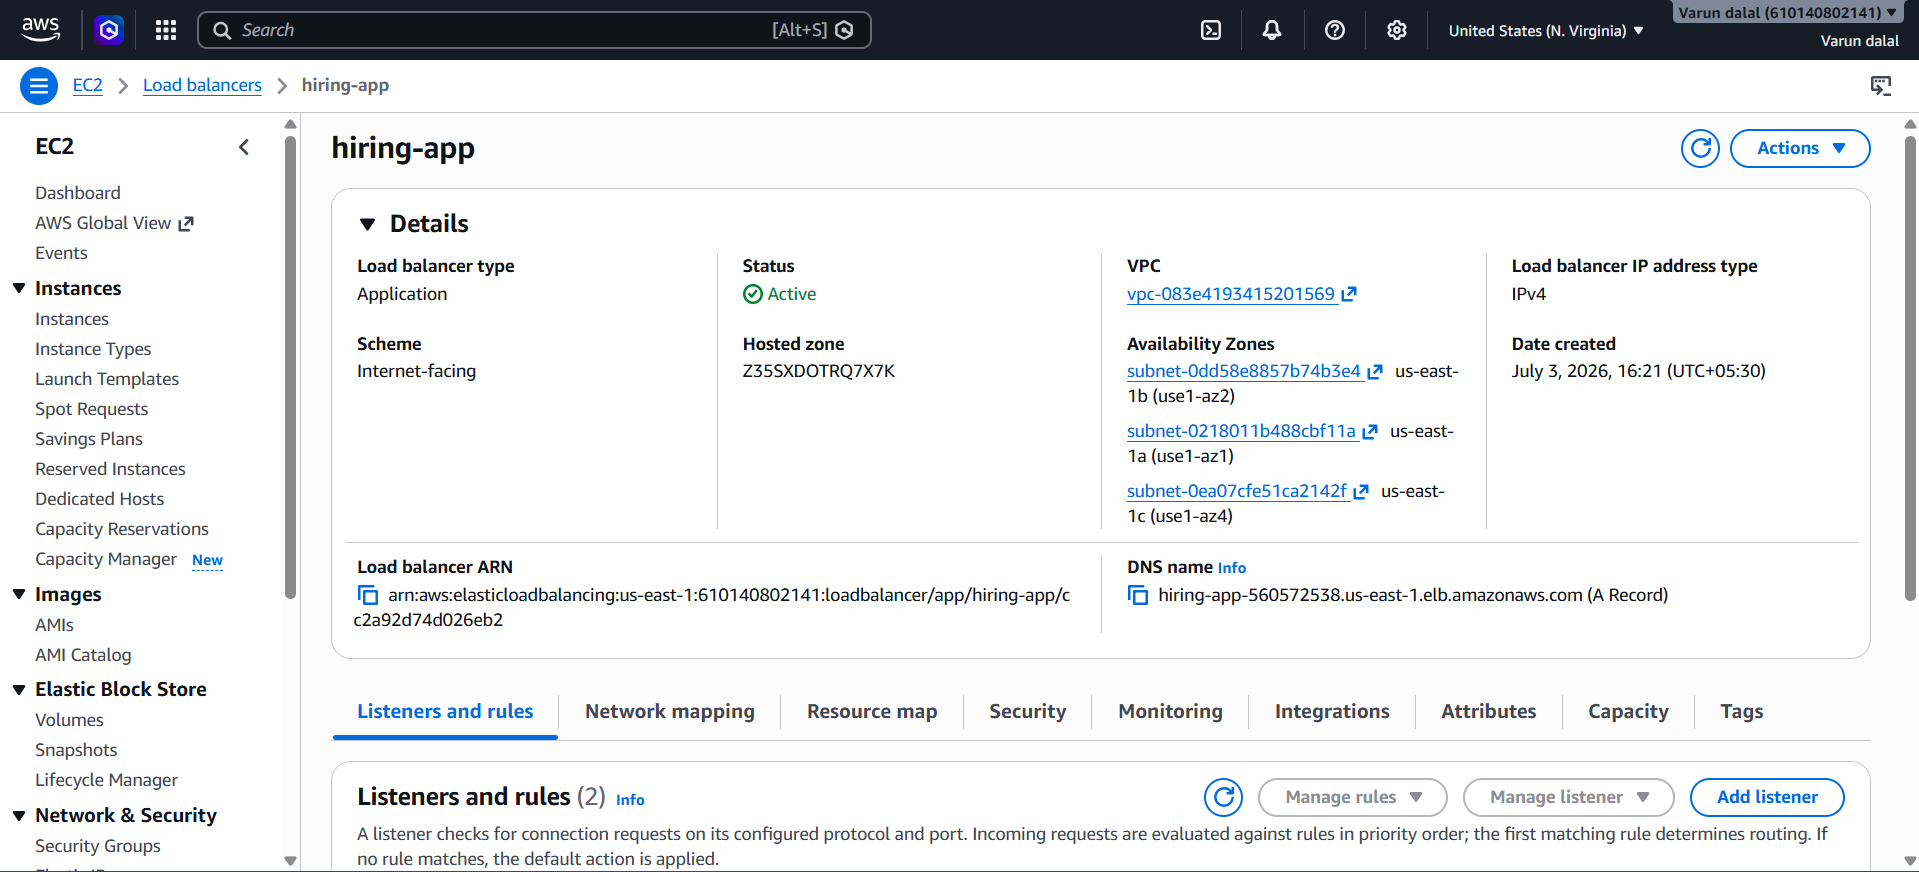 aws
Search [Alt+S]
United States (N. Virginia)
Varun dalal (610140802141)
Varun dalal
EC2 Load balancers hiring-app
EC2
Dashboard
AWS Global View
Events
Instances
Instances
Instance Types
Launch Templates
Spot Requests
Savings Plans
Reserved Instances
Dedicated Hosts
Capacity Reservations
Capacity Manager New
Images
AMIs
AMI Catalog
Elastic Block Store
Volumes
Snapshots
Lifecycle Manager
Network & Security
Security Groups
hiring-app
Actions
Details
Load balancer type
Application
Status
Active
VPC
vpc-083e4193415201569
Load balancer IP address type
IPv4
Scheme
Internet-facing
Hosted zone
Z35SXDOTRQ7X7K
Availability Zones
subnet-0dd58e8857b74b3e4 us-east-
1b (use1-az2)
subnet-0218011b488cbf11a us-east-
1a (use1-az1)
subnet-0ea07cfe51ca2142f us-east-
1c (use1-az4)
Date created
July 3, 2026, 16:21 (UTC+05:30)
Load balancer ARN
arn:aws:elasticloadbalancing:us-east-1:610140802141:loadbalancer/app/hiring-app/c
c2a92d74d026eb2
DNS name Info
hiring-app-560572538.us-east-1.elb.amazonaws.com (A Record)
Listeners and rules Network mapping Resource map Security Monitoring Integrations Attributes Capacity Tags
Listeners and rules (2) Info
Manage rules Manage listener Add listener
A listener checks for connection requests on its configured protocol and port. Incoming requests are evaluated against rules in priority order; the first matching rule determines routing. If
no rule matches, the default action is applied.